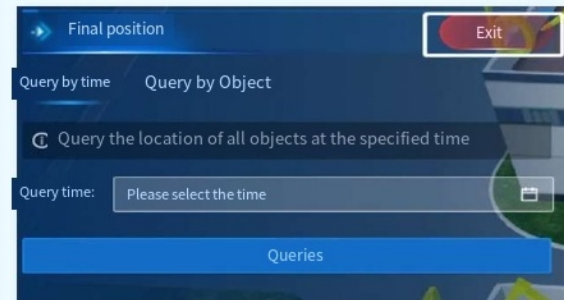 Final position
Exit
Query by time
Query by Object
Query the location of all objects at the specified time
Query time:
Please select the time
Queries